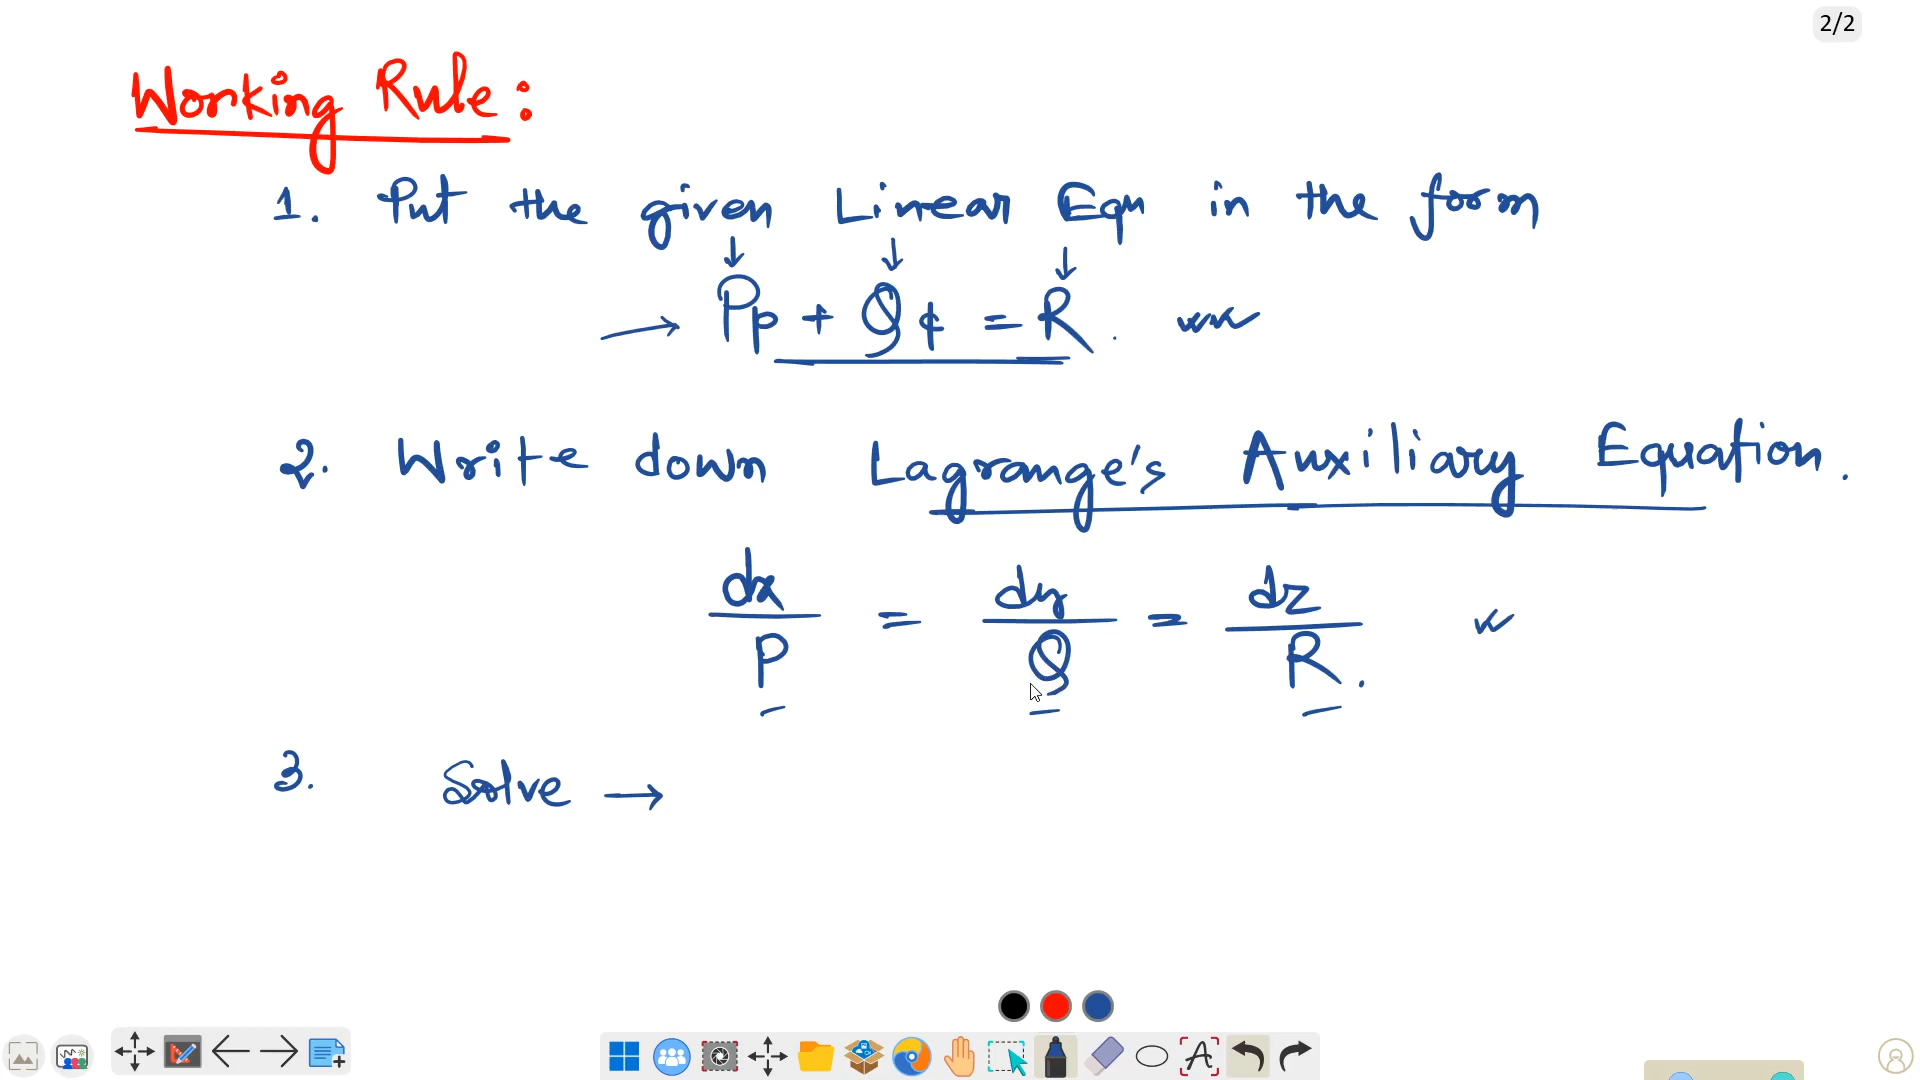 2/2
Working Rule:
1. Put the given Linear Eqn in the form
→ Pp + Qq = R.
2. Write down Lagrange's Auxiliary Equation.
dx/P = dy/Q = dz/R.
3. Solve →